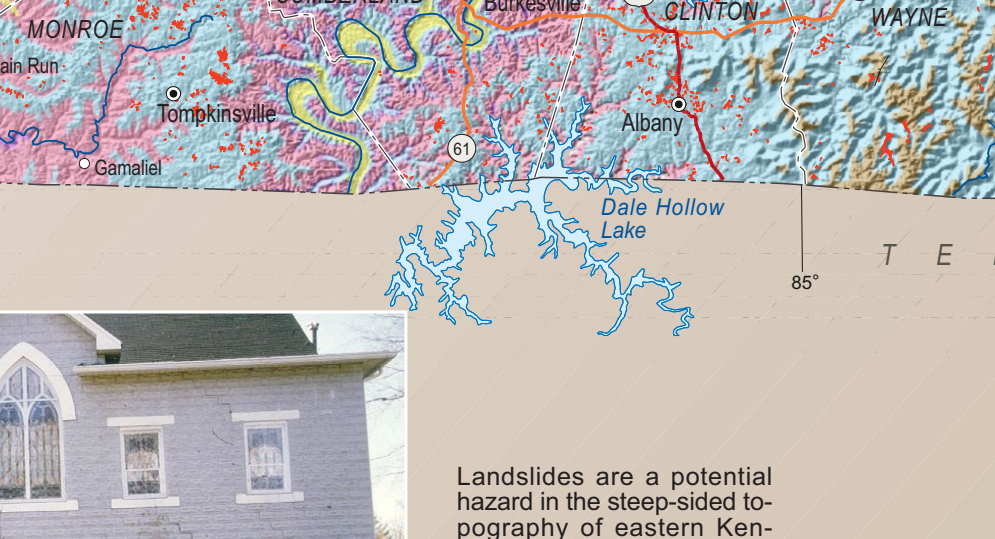 CUMBERLAND
Burkesville
CLINTON
WAYNE
MONROE
ain Run
Tompkinsville
Albany
61
Gamaliel
Dale Hollow
Lake
T E
85°
Landslides are a potential
hazard in the steep-sided to-
pography of eastern Ken-